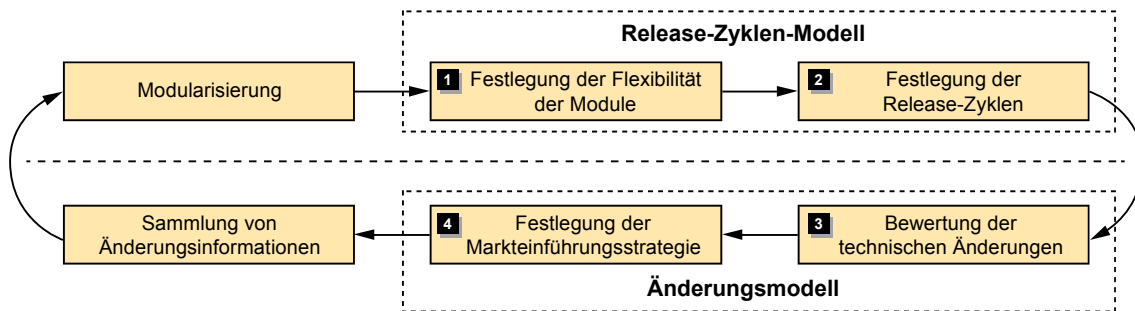 Release-Zyklen-Modell
Modularisierung
1
Festlegung der Flexibilität
der Module
2
Festlegung der
Release-Zyklen
Sammlung von
Änderungsinformationen
4
Festlegung der
Markteinführungsstrategie
3
Bewertung der
technischen Änderungen
Änderungsmodell